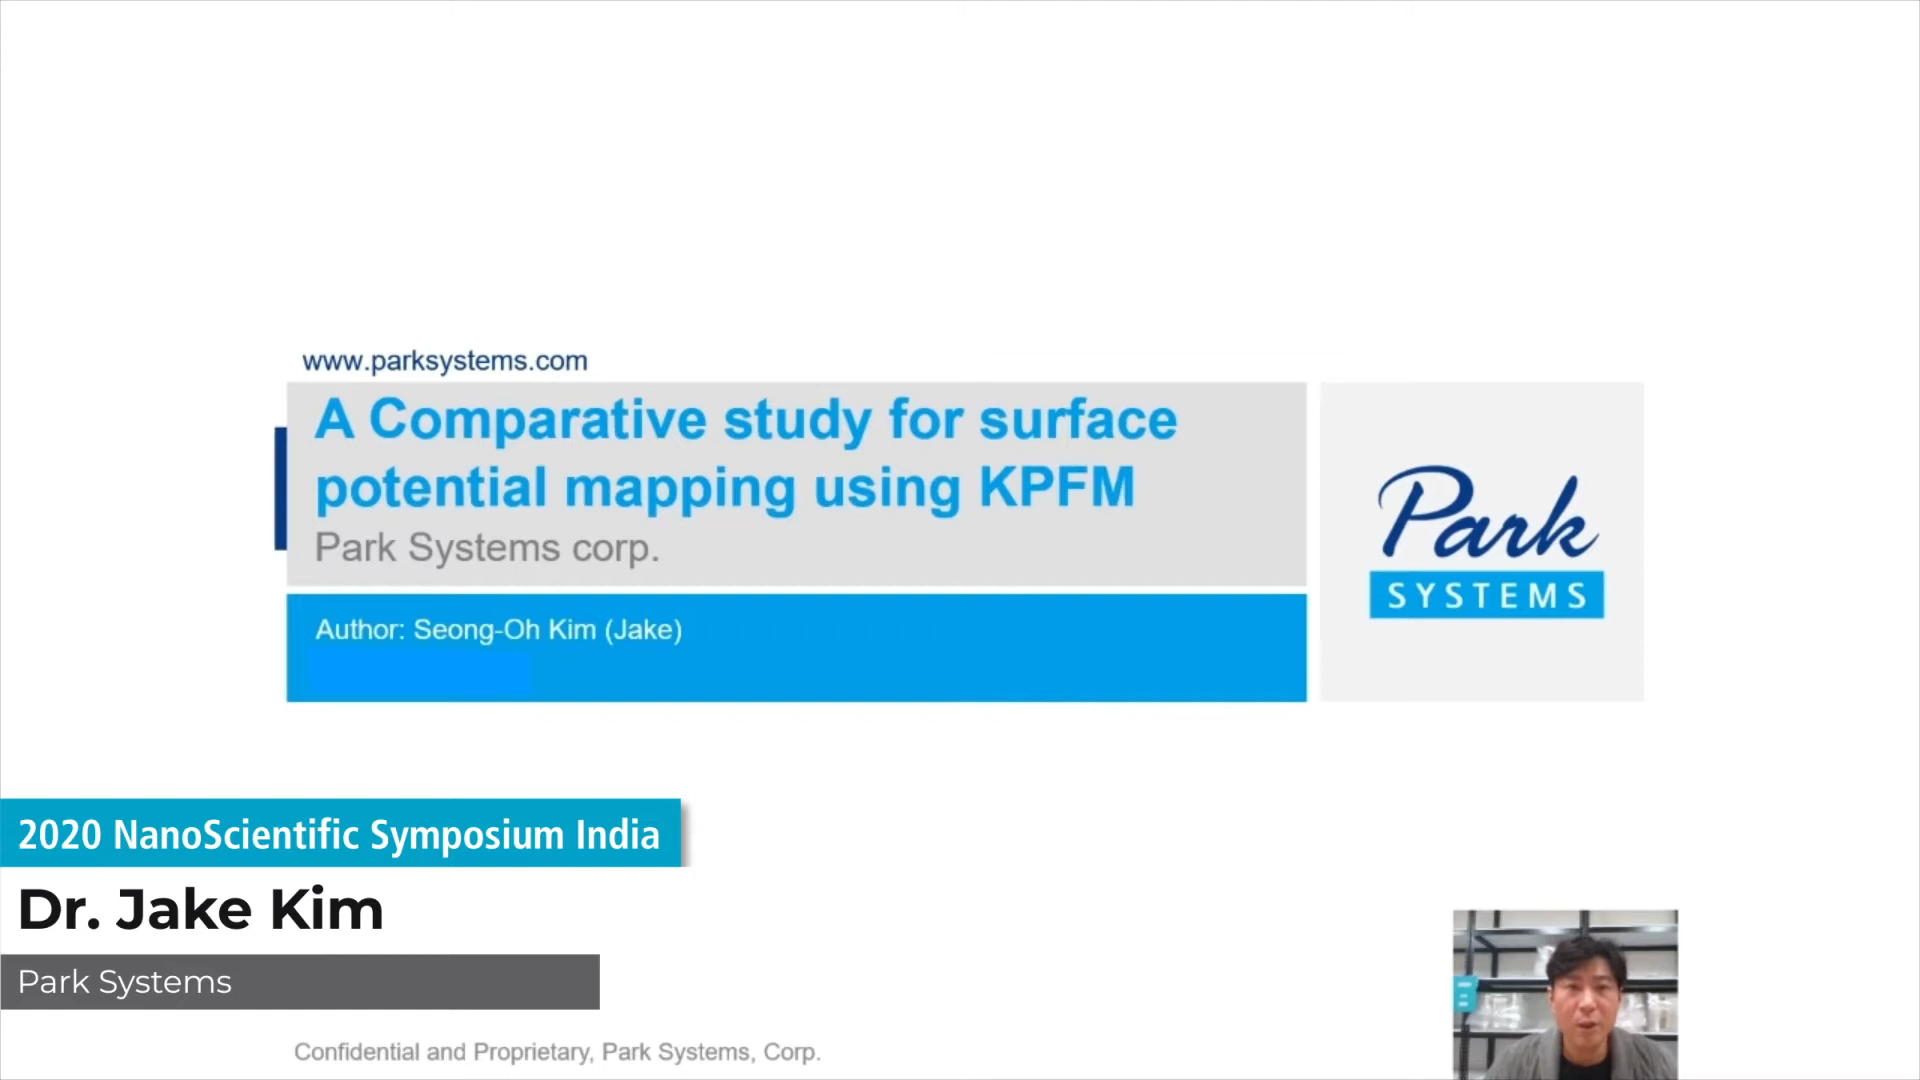 www.parksystems.com
A Comparative study for surface
potential mapping using KPFM
Park Systems corp.
Author: Seong-Oh Kim (Jake)
Park
SYSTEMS
2020 NanoScientific Symposium India
Dr. Jake Kim
Park Systems
Confidential and Proprietary, Park Systems, Corp.